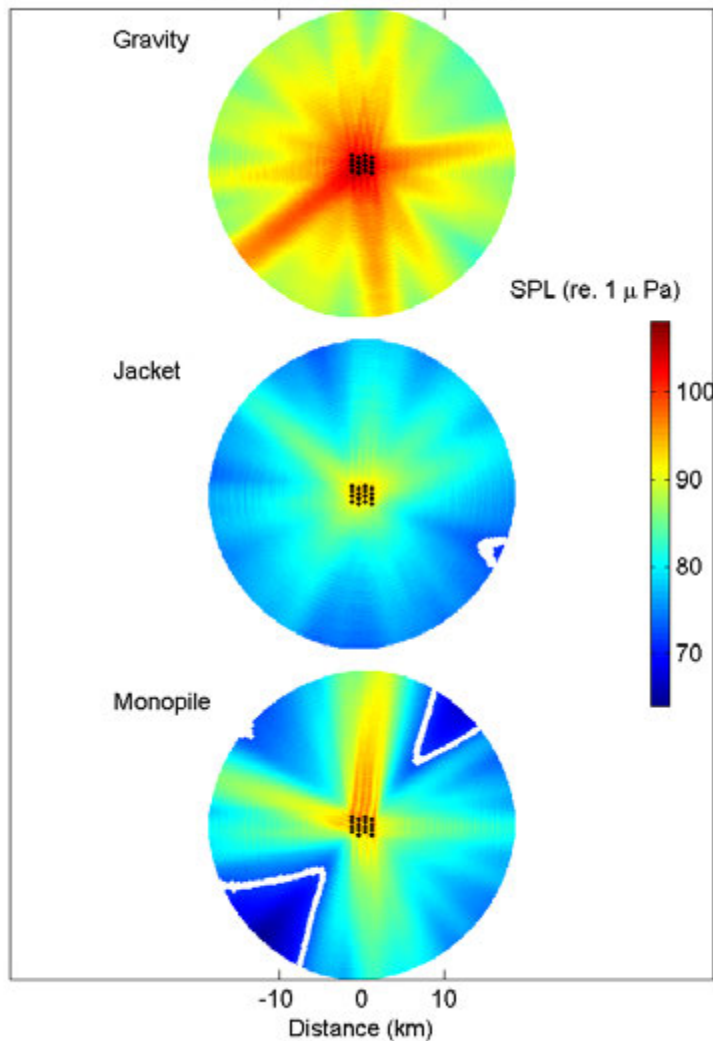 Gravity
SPL (re. 1 μ Pa)
Jacket
100
90
80
70
Monopile
-10 0 10
Distance (km)